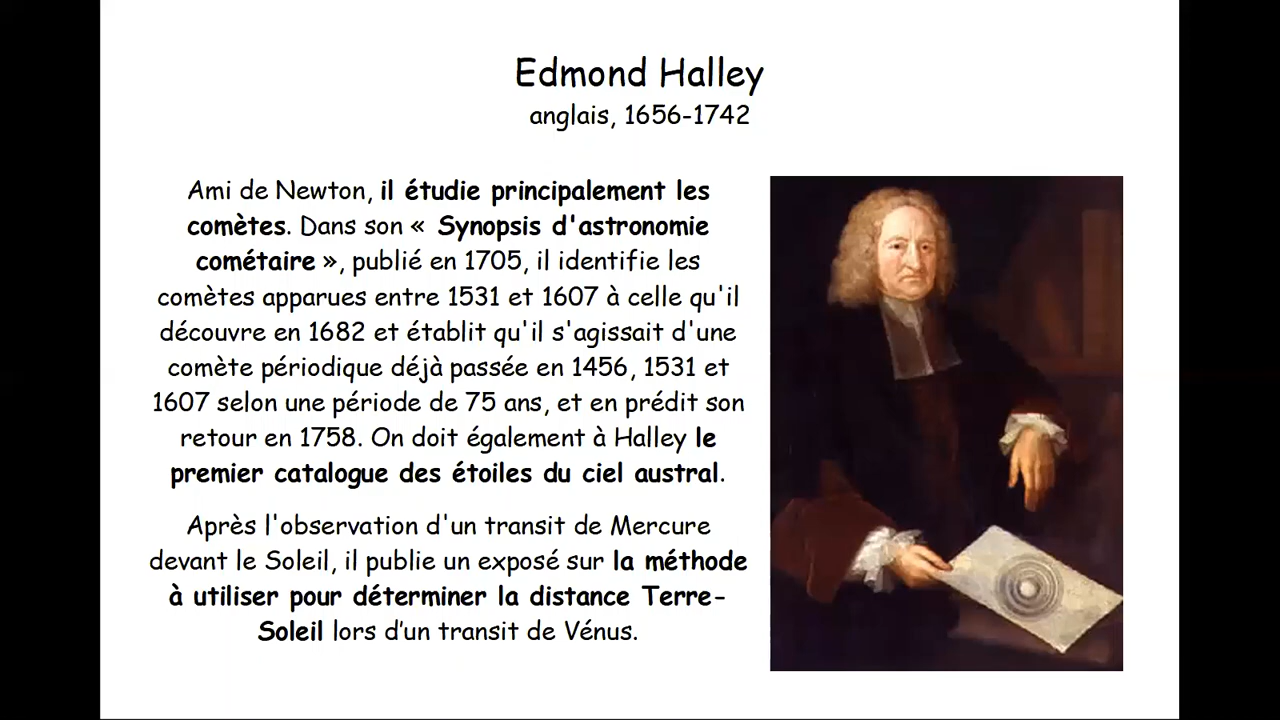 Edmond Halley
anglais, 1656-1742
Ami de Newton, il étudie principalement les
comètes. Dans son « Synopsis d'astronomie
cométaire », publié en 1705, il identifie les
comètes apparues entre 1531 et 1607 à celle qu'il
découvre en 1682 et établit qu'il s'agissait d'une
comète périodique déjà passée en 1456, 1531 et
1607 selon une période de 75 ans, et en prédit son
retour en 1758. On doit également à Halley le
premier catalogue des étoiles du ciel austral.
Après l'observation d'un transit de Mercure
devant le Soleil, il publie un exposé sur la méthode
à utiliser pour déterminer la distance Terre-
Soleil lors d’un transit de Vénus.